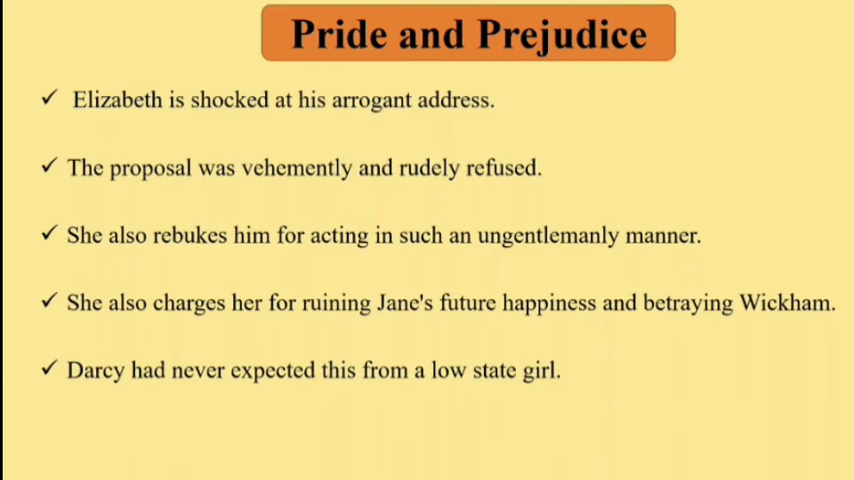 Pride and Prejudice
✓ Elizabeth is shocked at his arrogant address.
✓ The proposal was vehemently and rudely refused.
✓ She also rebukes him for acting in such an ungentlemanly manner.
✓ She also charges her for ruining Jane's future happiness and betraying Wickham.
✓ Darcy had never expected this from a low state girl.